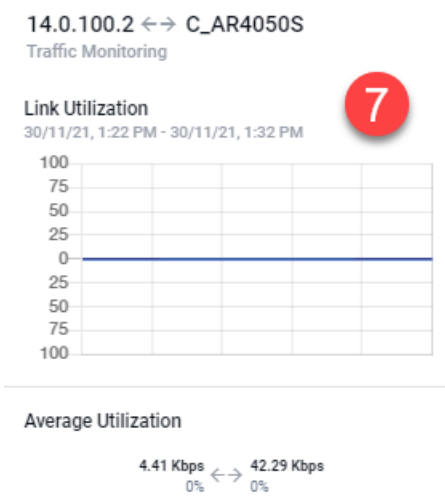 14.0.100.2 ←→ C_AR4050S
Traffic Monitoring
Link Utilization
7
30/11/21, 1:22 PM - 30/11/21, 1:32 PM
100
75
50
25
0
25
50
75
100
Average Utilization
4.41 Kbps ←→ 42.29 Kbps
0% 0%